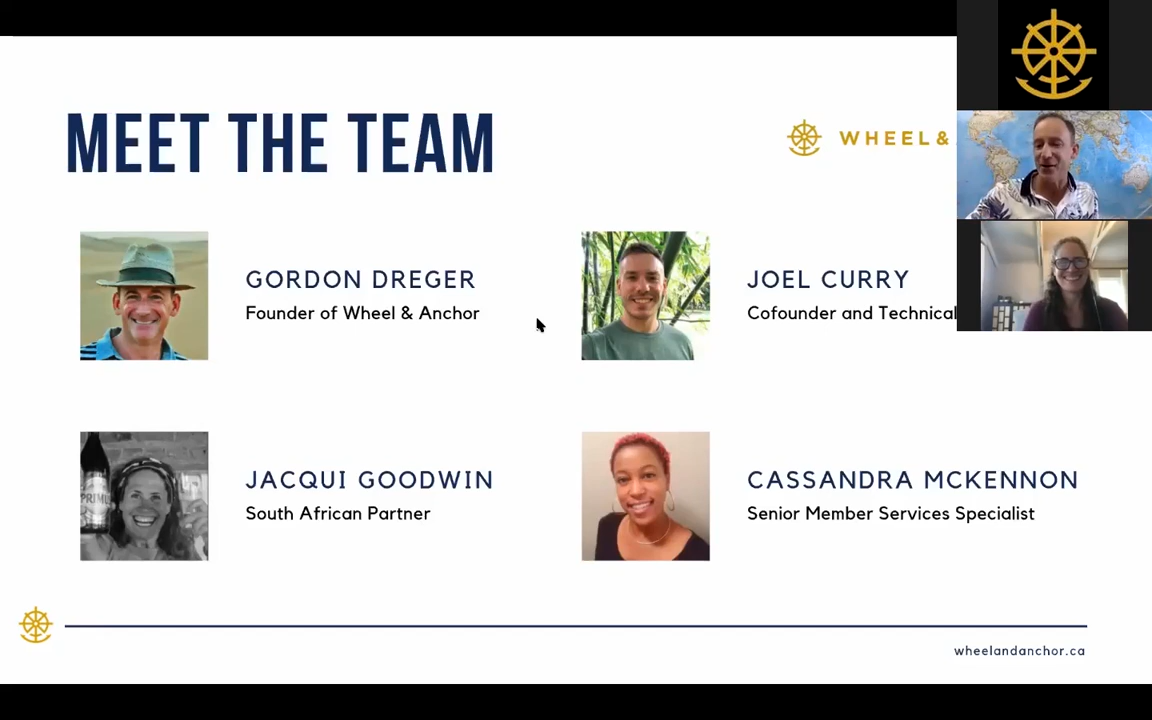 MEET THE TEAM
WHEEL&
GORDON DREGER
Founder of Wheel & Anchor
JOEL CURRY
Cofounder and Technical
JACQUI GOODWIN
South African Partner
CASSANDRA MCKENNON
Senior Member Services Specialist
wheelandanchor.ca